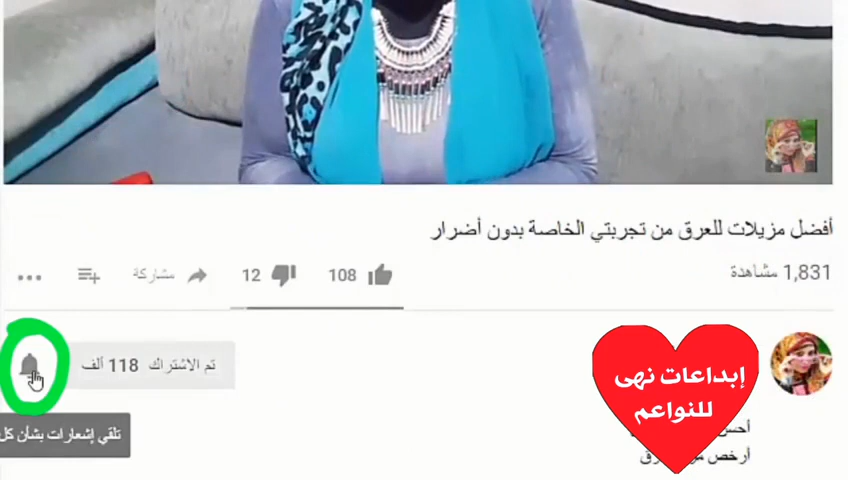 أفضل مزيلات للعرق من تجربتي الخاصة بدون أضرار
1,831 مشاهدة
108
12
مشاركة
إبداعات نهى
للنواعم
تم الاشتراك 118 ألف
تلقي إشعارات بشأن كل
أرخص